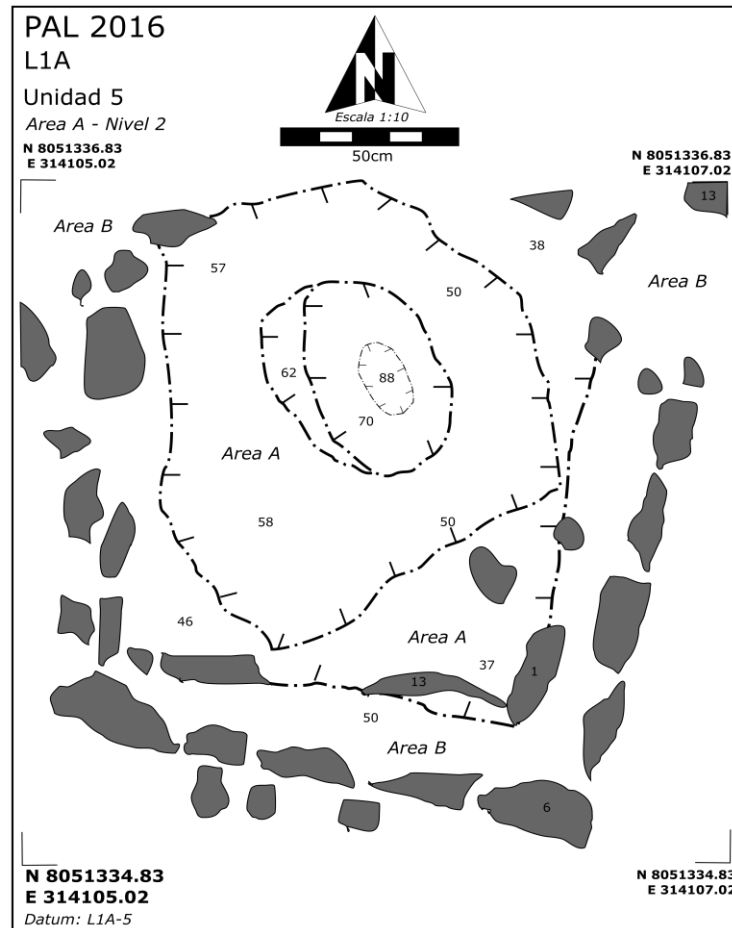 PAL 2016
L1A
Unidad 5
Area A - Nivel 2
N 8051336.83
E 314105.02
N
Escala 1:10
50cm
N 8051336.83
E 314107.02
13
Area B
38
57
50
Area B
62
88
70
Area A
58
50
46
Area A
37
1
13
50
Area B
6
N 8051334.83
E 314105.02
Datum: L1A-5
N 8051334.83
E 314107.02